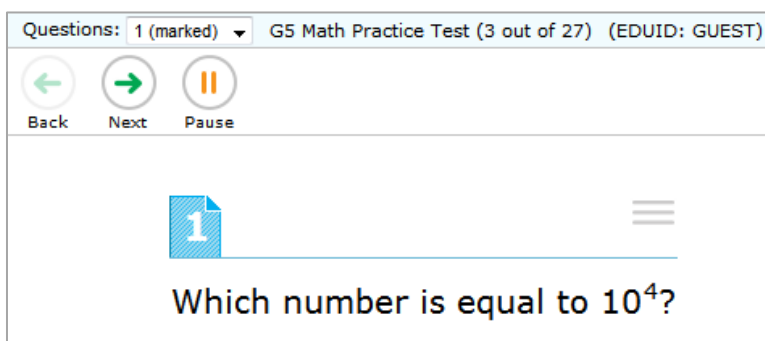 Questions: 1 (marked) G5 Math Practice Test (3 out of 27) (EDUID: GUEST)
Back Next Pause
1
Which number is equal to 10⁴?